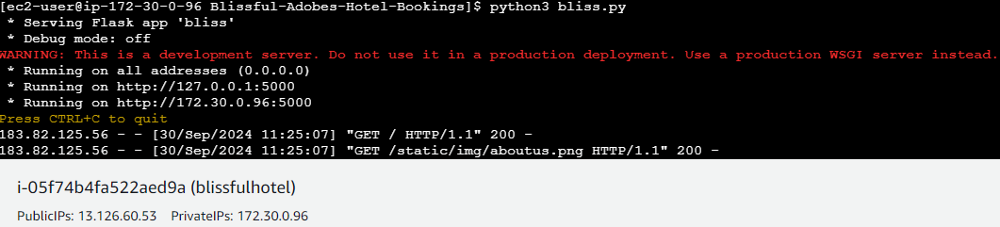 [ec2-user@ip-172-30-0-96 Blissful-Adobes-Hotel-Bookings]$ python3 bliss.py
 * Serving Flask app 'bliss'
 * Debug mode: off
WARNING: This is a development server. Do not use it in a production deployment. Use a production WSGI server instead.
 * Running on all addresses (0.0.0.0)
 * Running on http://127.0.0.1:5000
 * Running on http://172.30.0.96:5000
Press CTRL+C to quit
183.82.125.56 - - [30/Sep/2024 11:25:07] "GET / HTTP/1.1" 200 -
183.82.125.56 - - [30/Sep/2024 11:25:07] "GET /static/img/aboutus.png HTTP/1.1" 200 -
i-05f74b4fa522aed9a (blissfulhotel)
PublicIPs: 13.126.60.53 PrivateIPs: 172.30.0.96